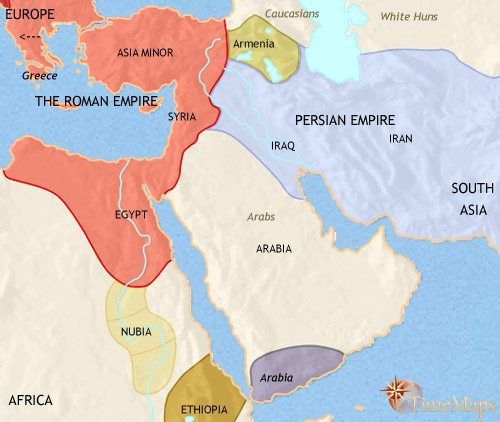 EUROPE
Caucasians
White Huns
ASIA MINOR
Armenia
Greece
THE ROMAN EMPIRE
SYRIA
PERSIAN EMPIRE
IRAQ
IRAN
SOUTH
ASIA
EGYPT
Arabs
ARABIA
NUBIA
Arabia
AFRICA
ETHIOPIA
TimeMaps